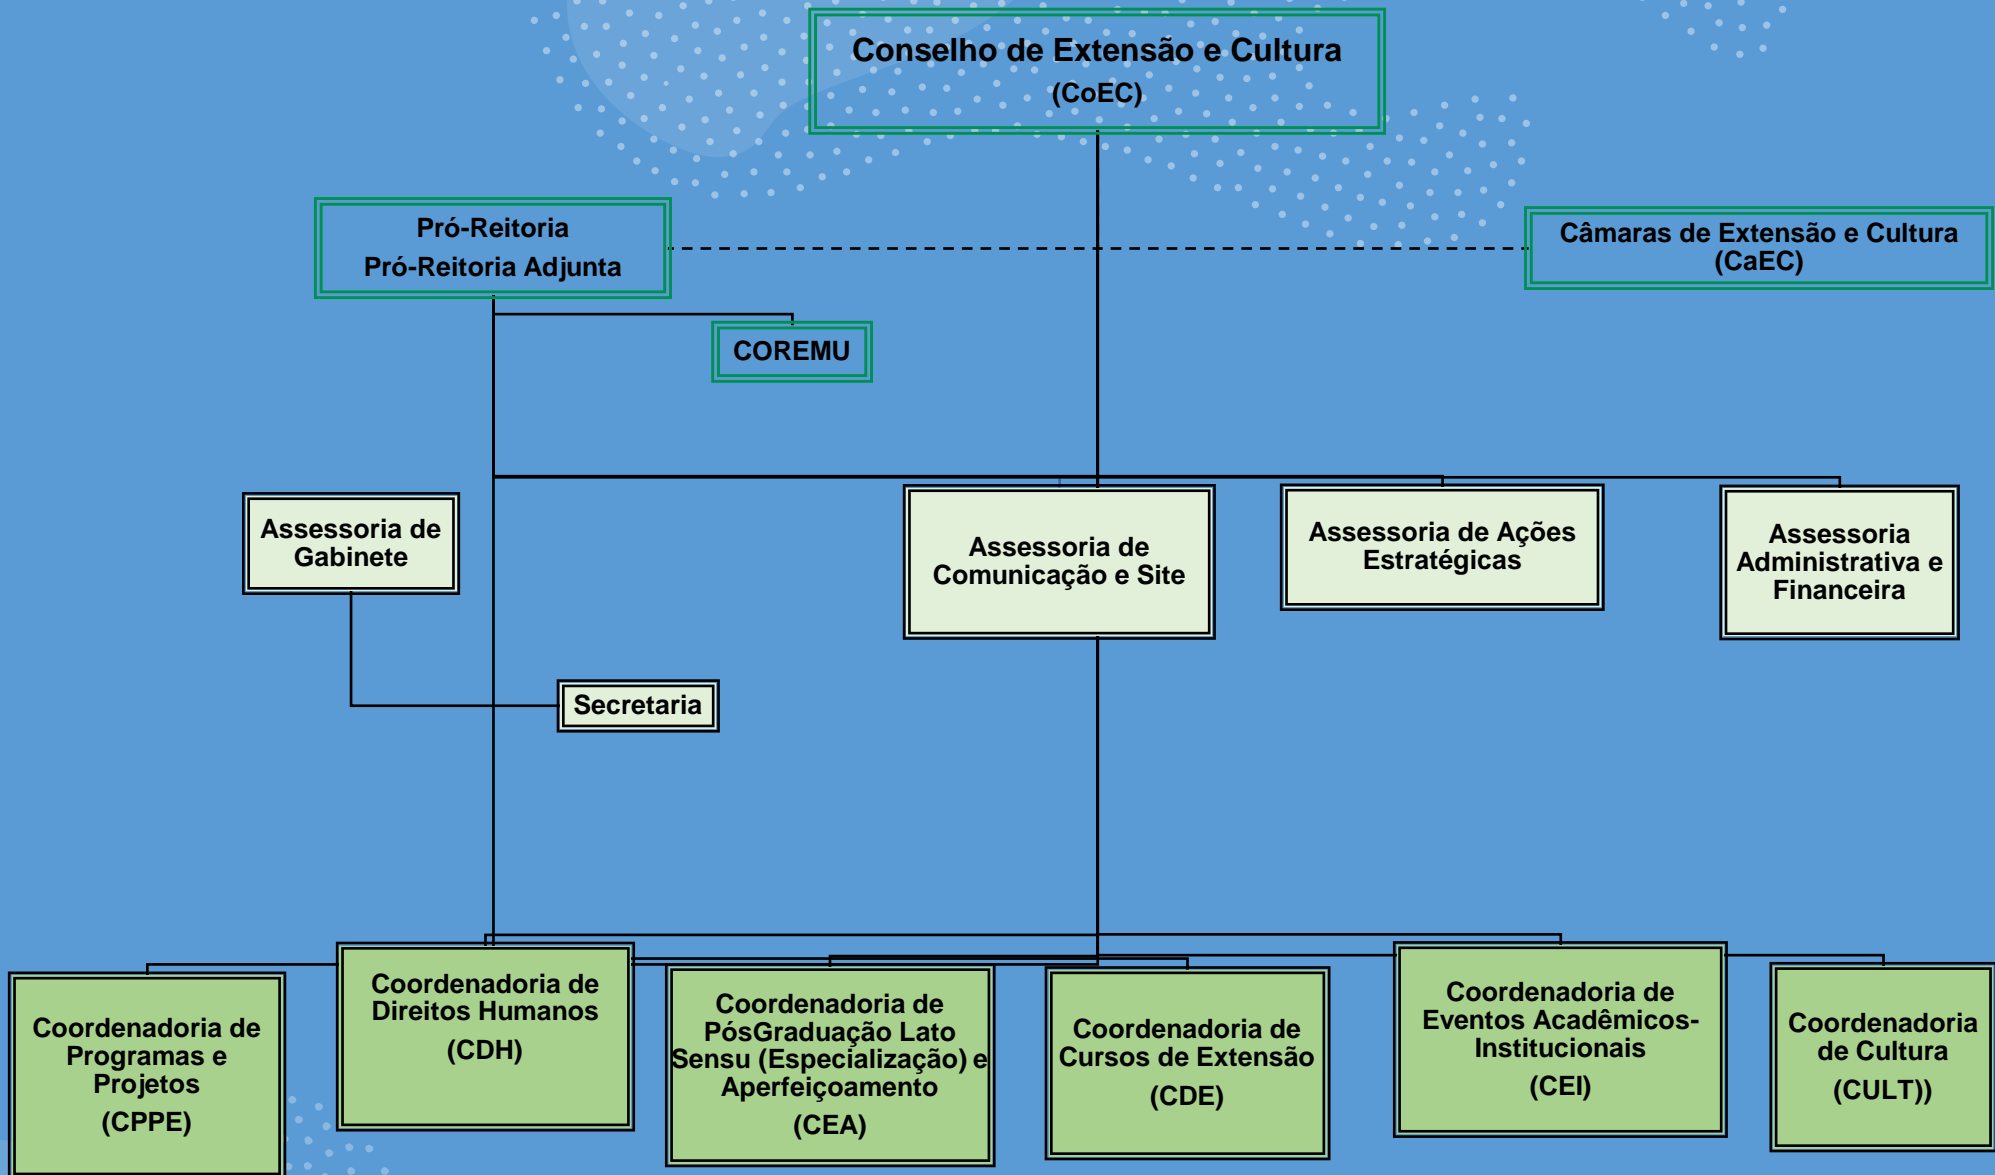 Conselho de Extensão e Cultura
(CoEC)
Pró-Reitoria
Pró-Reitoria Adjunta
Câmaras de Extensão e Cultura
(CaEC)
COREMU
Assessoria de
Gabinete
Assessoria de
Comunicação e Site
Assessoria de Ações
Estratégicas
Assessoria
Administrativa e
Financeira
Secretaria
Coordenadoria de
Programas e
Projetos
(CPPE)
Coordenadoria de
Direitos Humanos
(CDH)
Coordenadoria de
PósGraduação Lato
Sensu (Especialização) e
Aperfeiçoamento
(CEA)
Coordenadoria de
Cursos de Extensão
(CDE)
Coordenadoria de
Eventos Acadêmicos-
Institucionais
(CEI)
Coordenadoria
de Cultura
(CULT))